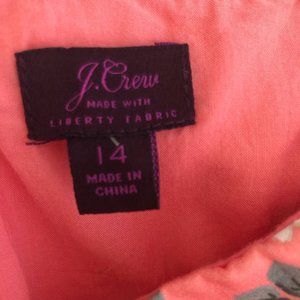 J.Crew
MADE WITH
LIBERTY FABRIC
14
MADE IN
CHINA